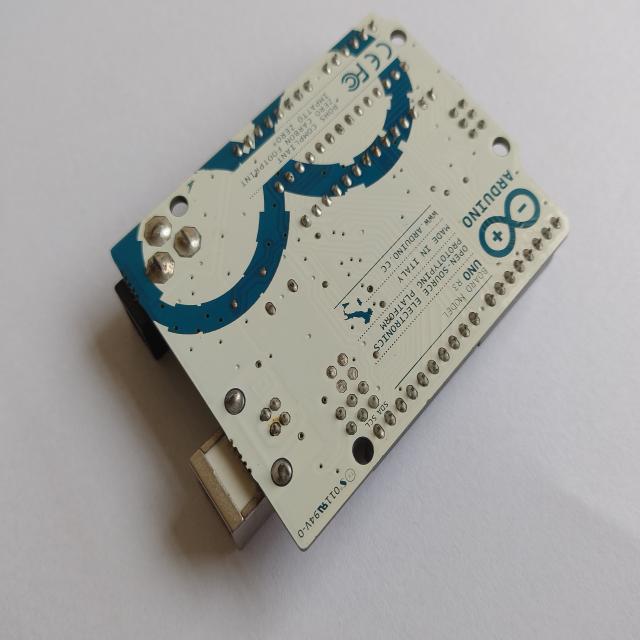 ARDUINO
BOARD MODEL
UNO R3
OPEN-SOURCE ELECTRONICS
PROTOTYPING PLATFORM
MADE IN ITALY
WWW.ARDUINO.CC
ROHS COMPLIANT
ZERO CARBON FOOTPRINT
IMPATTO ZERO®
CE FC
SDA SCL
94V-0